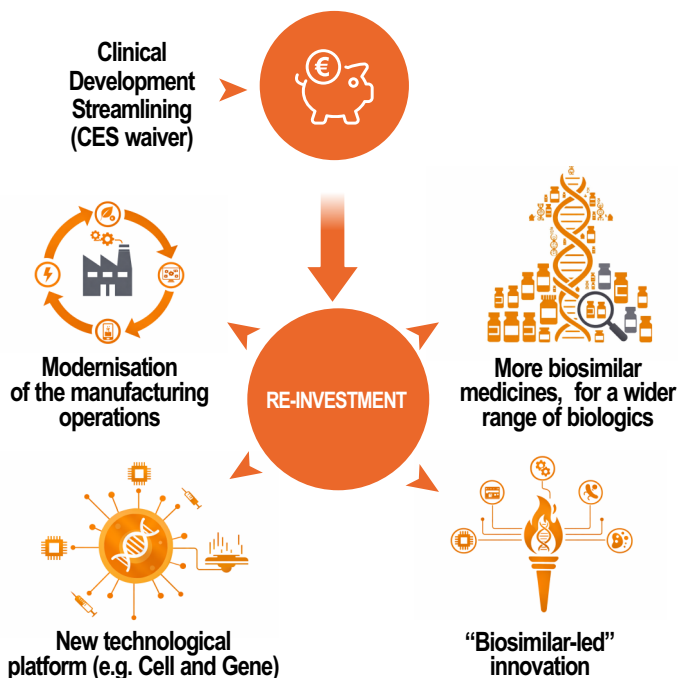 Clinical
Development
Streamlining
(CES waiver)
€
RE-INVESTMENT
Modernisation
of the manufacturing
operations
More biosimilar
medicines, for a wider
range of biologics
New technological
platform (e.g. Cell and Gene)
“Biosimilar-led”
innovation